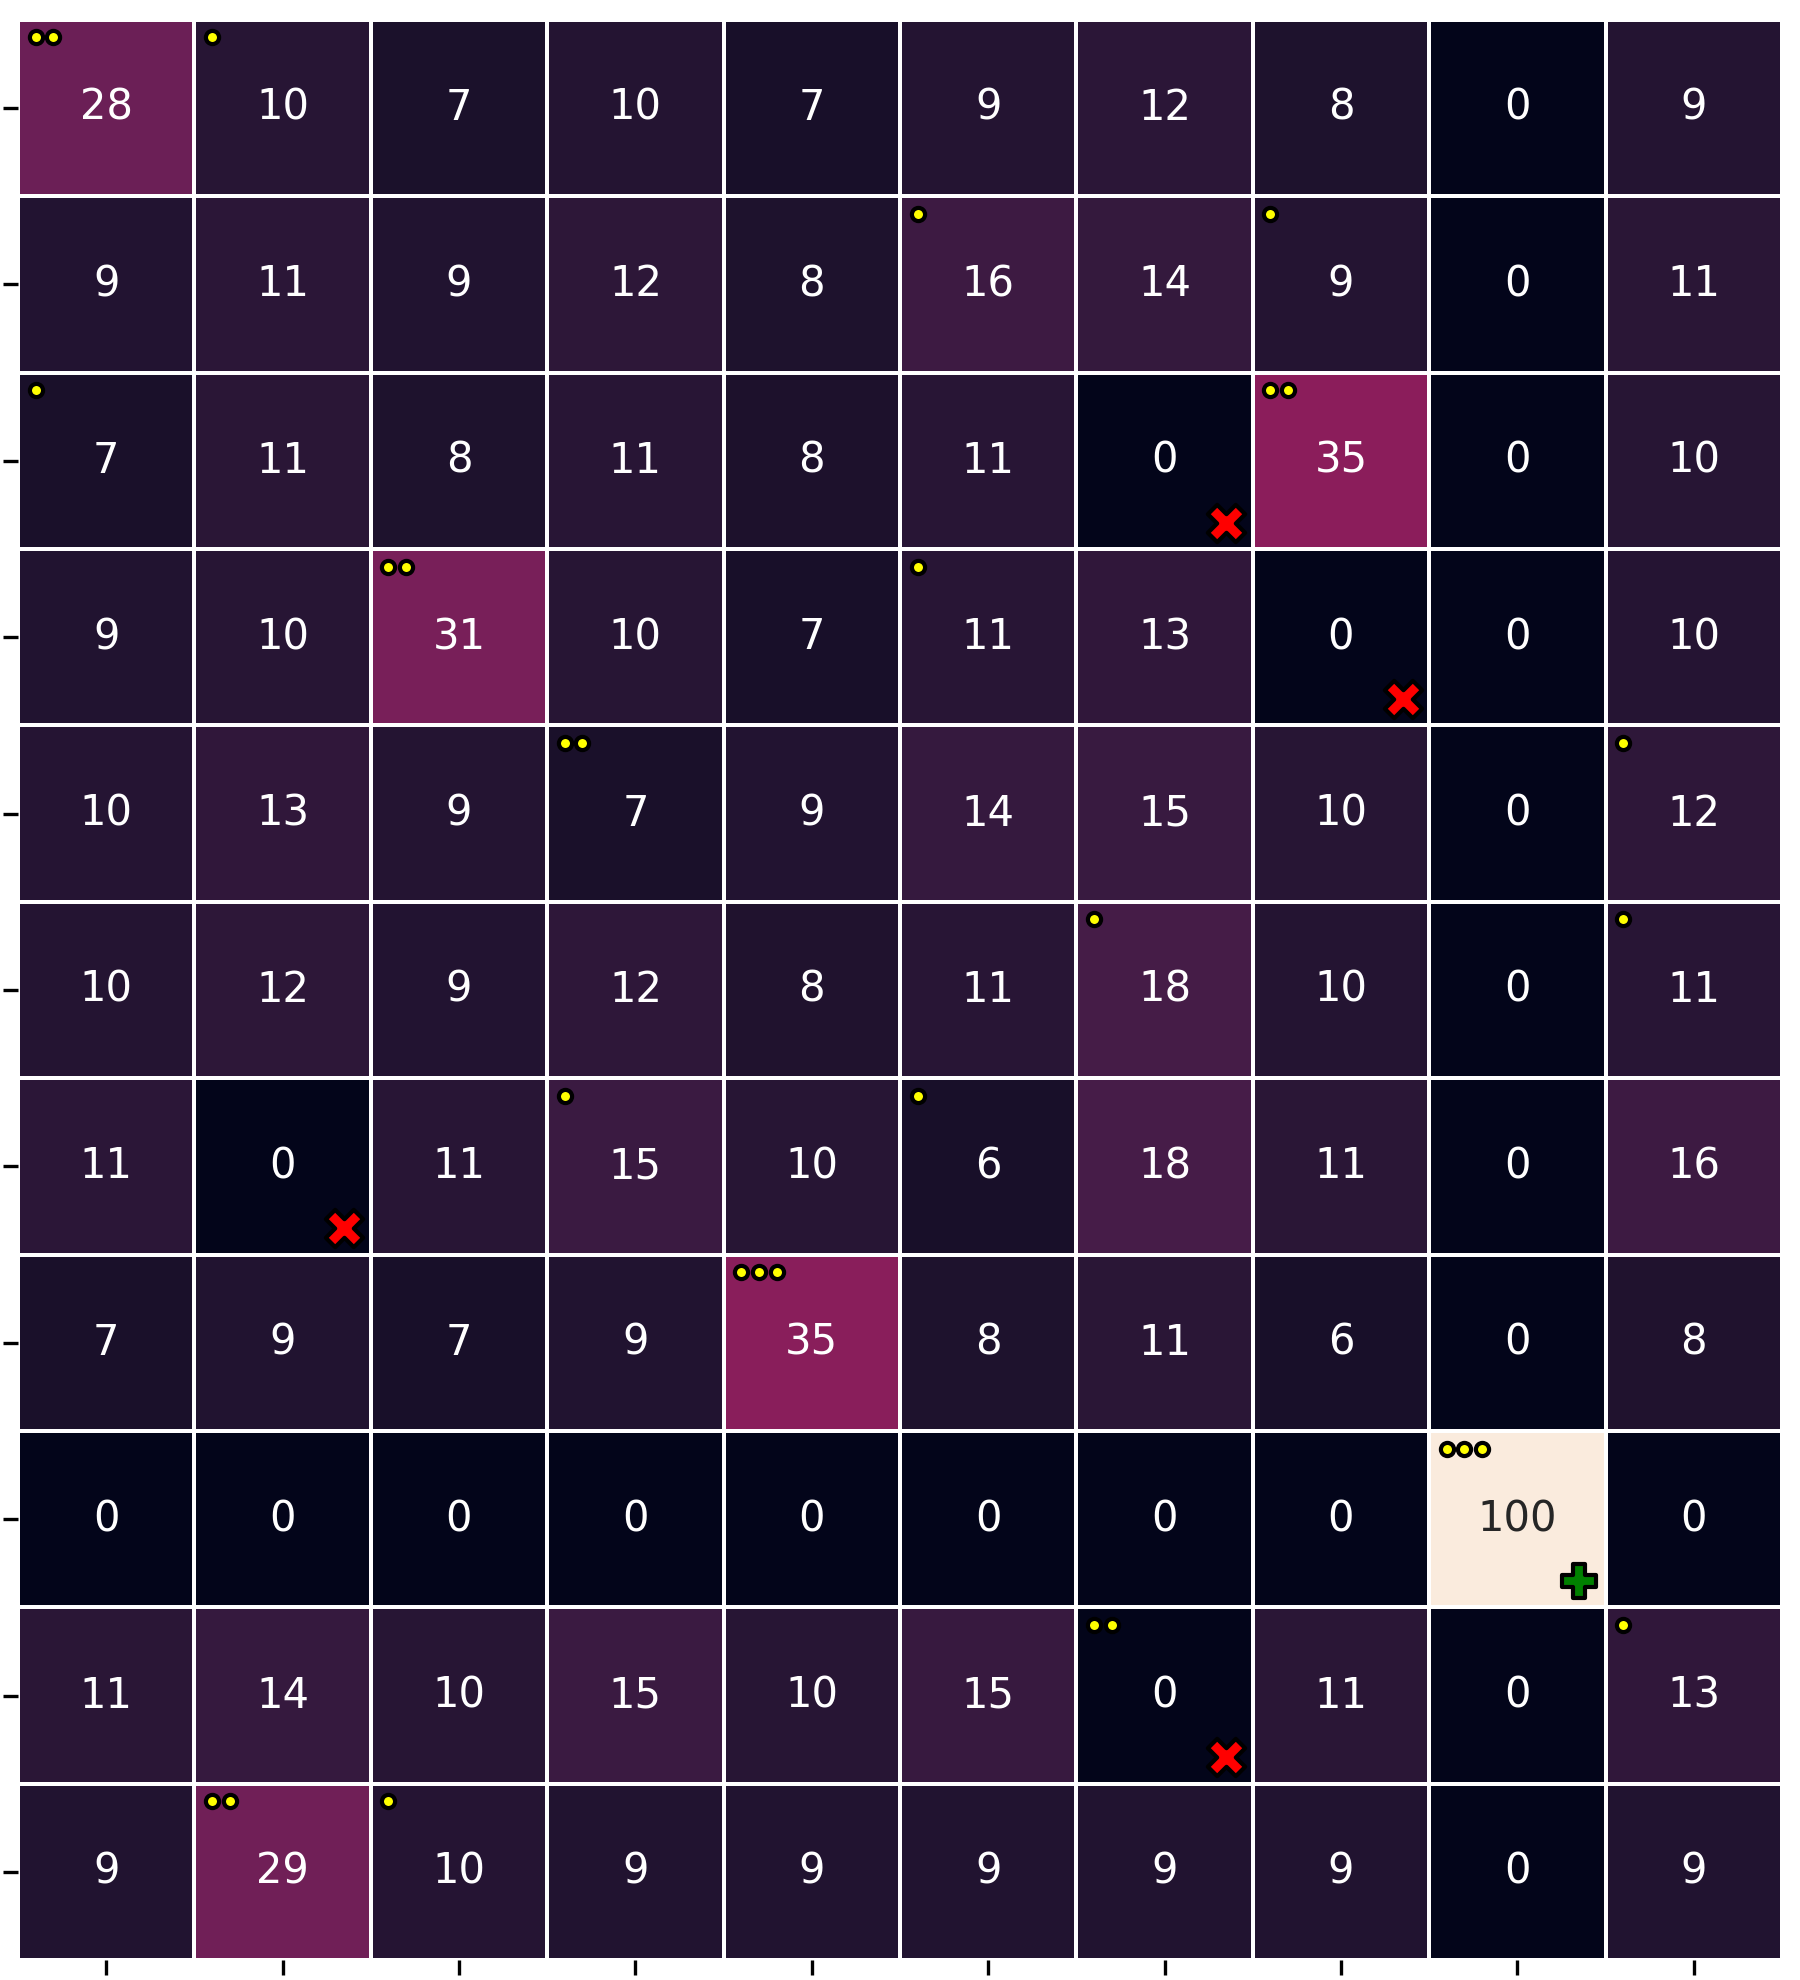 28 10 7 10 7 9 12 8 0 9
9 11 9 12 8 16 14 9 0 11
7 11 8 11 8 11 0 35 0 10
9 10 31 10 7 11 13 0 0 10
10 13 9 7 9 14 15 10 0 12
10 12 9 12 8 11 18 10 0 11
11 0 11 15 10 6 18 11 0 16
7 9 7 9 35 8 11 6 0 8
0 0 0 0 0 0 0 0 100 0
11 14 10 15 10 15 0 11 0 13
9 29 10 9 9 9 9 9 0 9